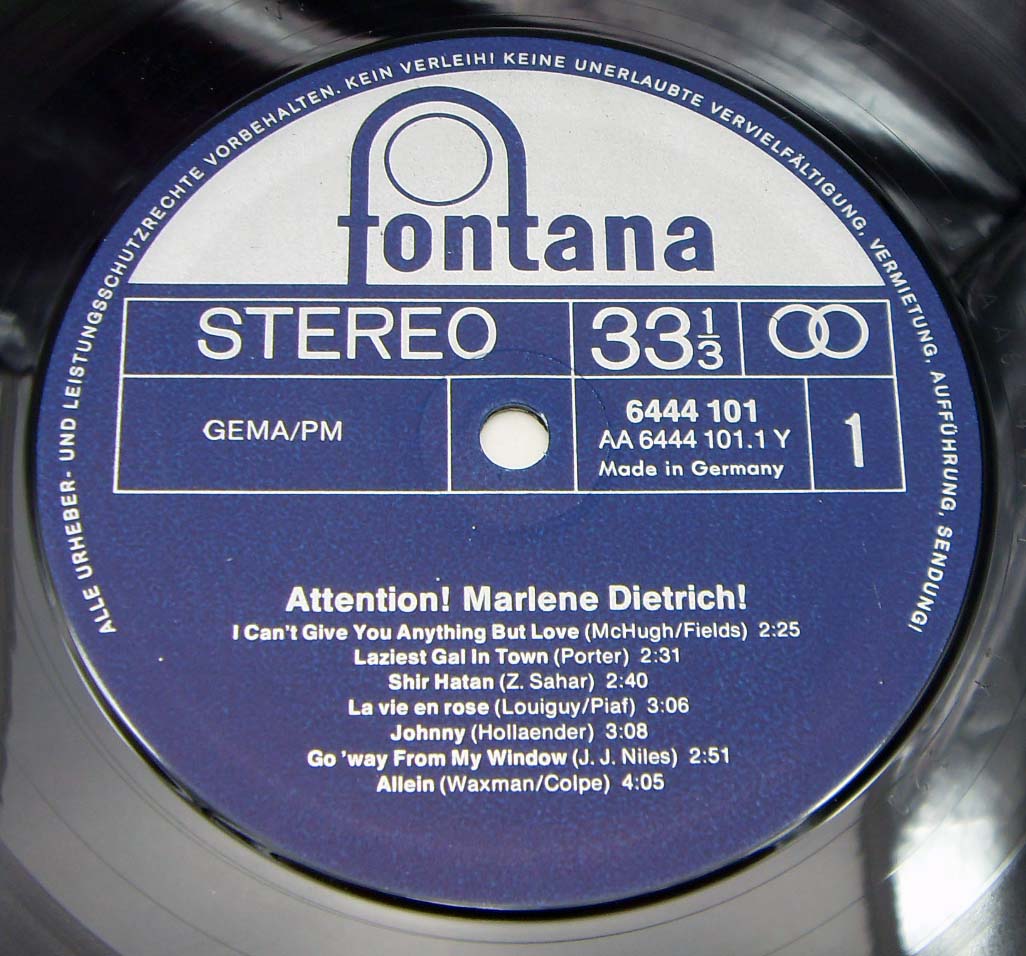 ALLE URHEBER- UND LEISTUNGSSCHUTZRECHTE VORBEHALTEN. KEIN VERLEIH! KEINE UNERLAUBTE VERVIELFÄLTIGUNG, VERMIETUNG, AUFFÜHRUNG, SENDUNG!
fontana
STEREO 33 1/3
GEMA/PM
6444 101
AA 6444 101.1 Y
Made in Germany
1
Attention! Marlene Dietrich!
I Can't Give You Anything But Love (McHugh/Fields) 2:25
Laziest Gal In Town (Porter) 2:31
Shir Hatan (Z. Sahar) 2:40
La vie en rose (Louiguy/Piaf) 3:06
Johnny (Hollaender) 3:08
Go 'way From My Window (J. J. Niles) 2:51
Allein (Waxman/Colpe) 4:05